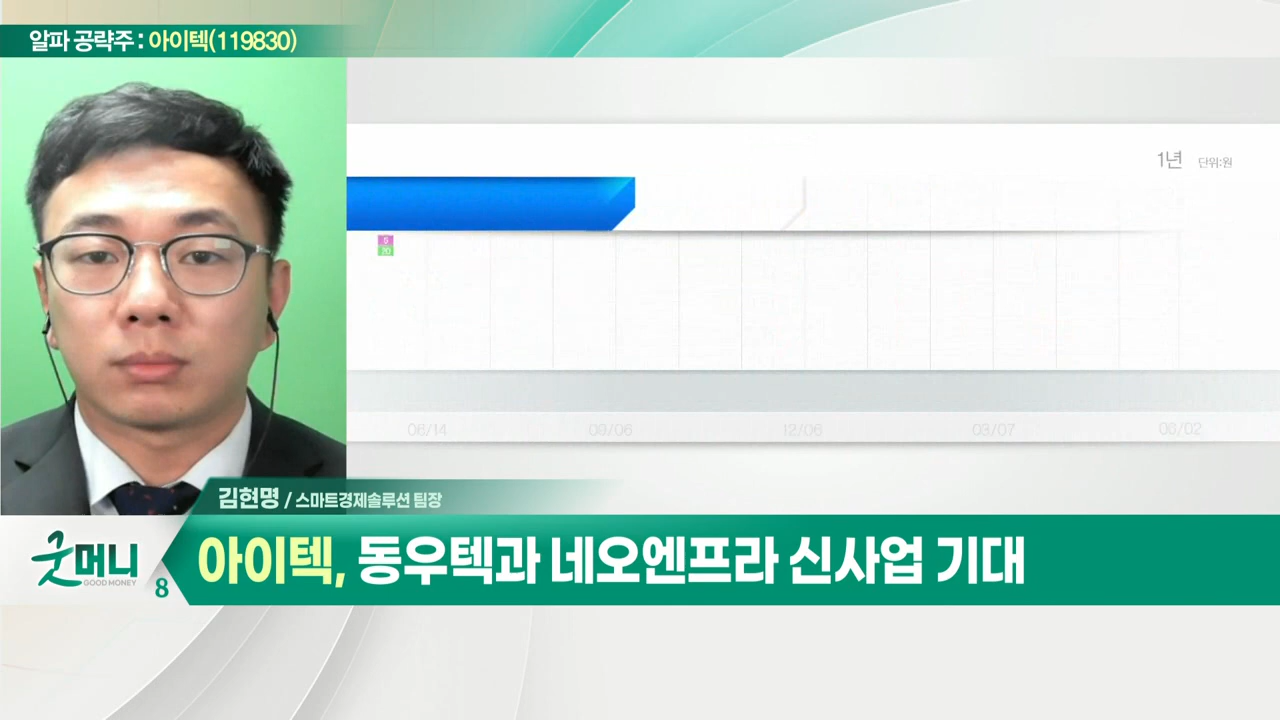 알파 공략주 : 아이텍(119830)
1년 단위:원
5
20
06/14 09/06 12/06 03/07 06/02
김현명 / 스마트경제솔루션 팀장
굿머니
GOOD MONEY
8
아이텍, 동우텍과 네오엔프라 신사업 기대